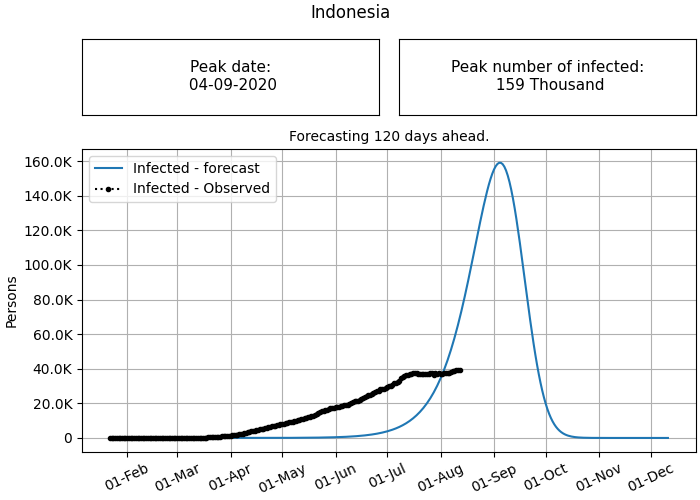 Indonesia
Peak date:
04-09-2020
Peak number of infected:
159 Thousand
Forecasting 120 days ahead.
Infected - forecast
Infected - Observed
160.0K
140.0K
120.0K
100.0K
80.0K
60.0K
40.0K
20.0K
0
Persons
01-Feb
01-Mar
01-Apr
01-May
01-Jun
01-Jul
01-Aug
01-Sep
01-Oct
01-Nov
01-Dec